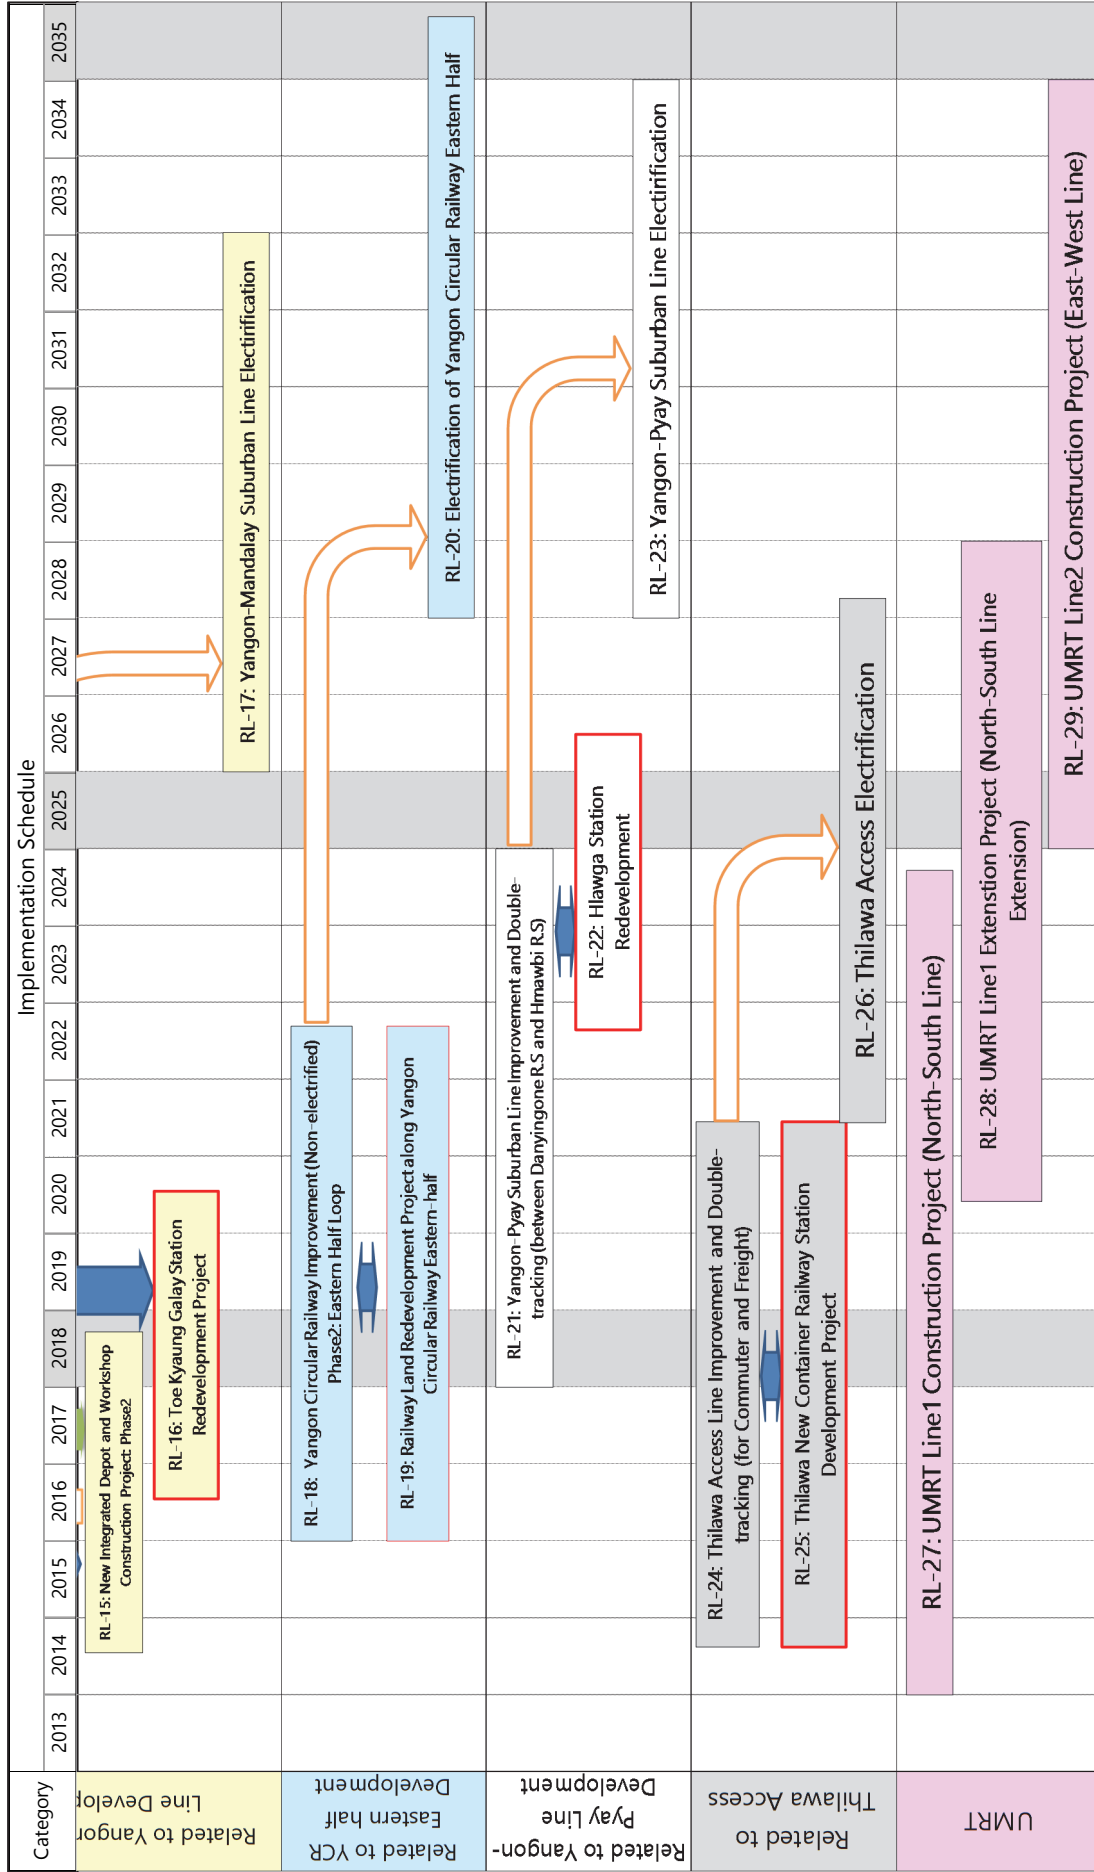 Implementation Schedule
Category
2013
2014
2015
2016
2017
2018
2019
2020
2021
2022
2023
2024
2025
2026
2027
2028
2029
2030
2031
2032
2033
2034
2035
Related to Yangon
Line Develop
RL-15: New Integrated Depot and Workshop
Construction Project: Phase2
RL-16: Toe Kyaung Galay Station
Redevelopment Project
RL-17: Yangon-Mandalay Suburban Line Electirification
Related to YCR
Eastern half
Development
RL-18: Yangon Circular Railway Improvement (Non-electrified)
Phase2: Eastern Half Loop
RL-19: Railway Land Redevelopment Project along Yangon
Circular Railway Eastern-half
RL-20: Electrification of Yangon Circular Railway Eastern Half
Related to Yangon-
Pyay Line
Development
RL-21: Yangon-Pyay Suburban Line Improvement and Double-
tracking (between Danyingone R.S and Hmawbi R.S)
RL-22: Hlawga Station
Redevelopment
RL-23: Yangon-Pyay Suburban Line Electrification
Related to
Thilawa Access
RL-24: Thilawa Access Line Improvement and Double-
tracking (for Commuter and Freight)
RL-25: Thilawa New Container Railway Station
Development Project
RL-26: Thilawa Access Electrification
UMRT
RL-27: UMRT Line1 Construction Project (North-South Line)
RL-28: UMRT Line1 Extenstion Project (North-South Line
Extension)
RL-29: UMRT Line2 Construction Project (East-West Line)